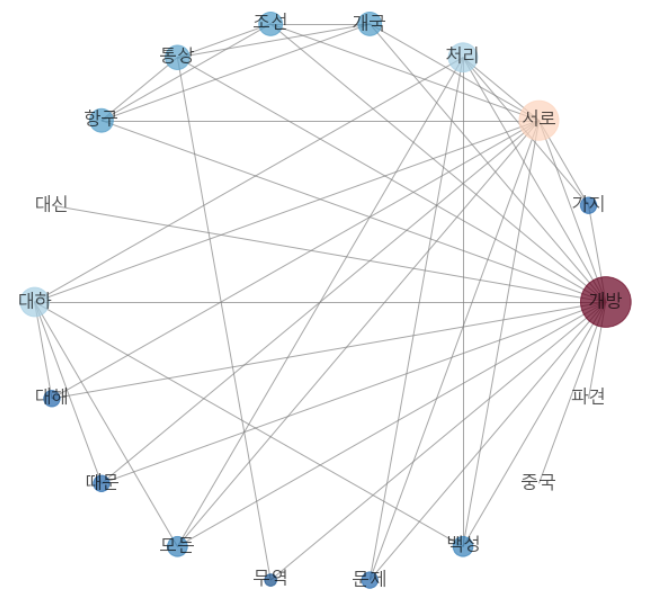 조선
개국
통상
처리
항구
서로
대신
가지
대하
개방
대해
파견
때문
중국
모든
백성
무역
문제